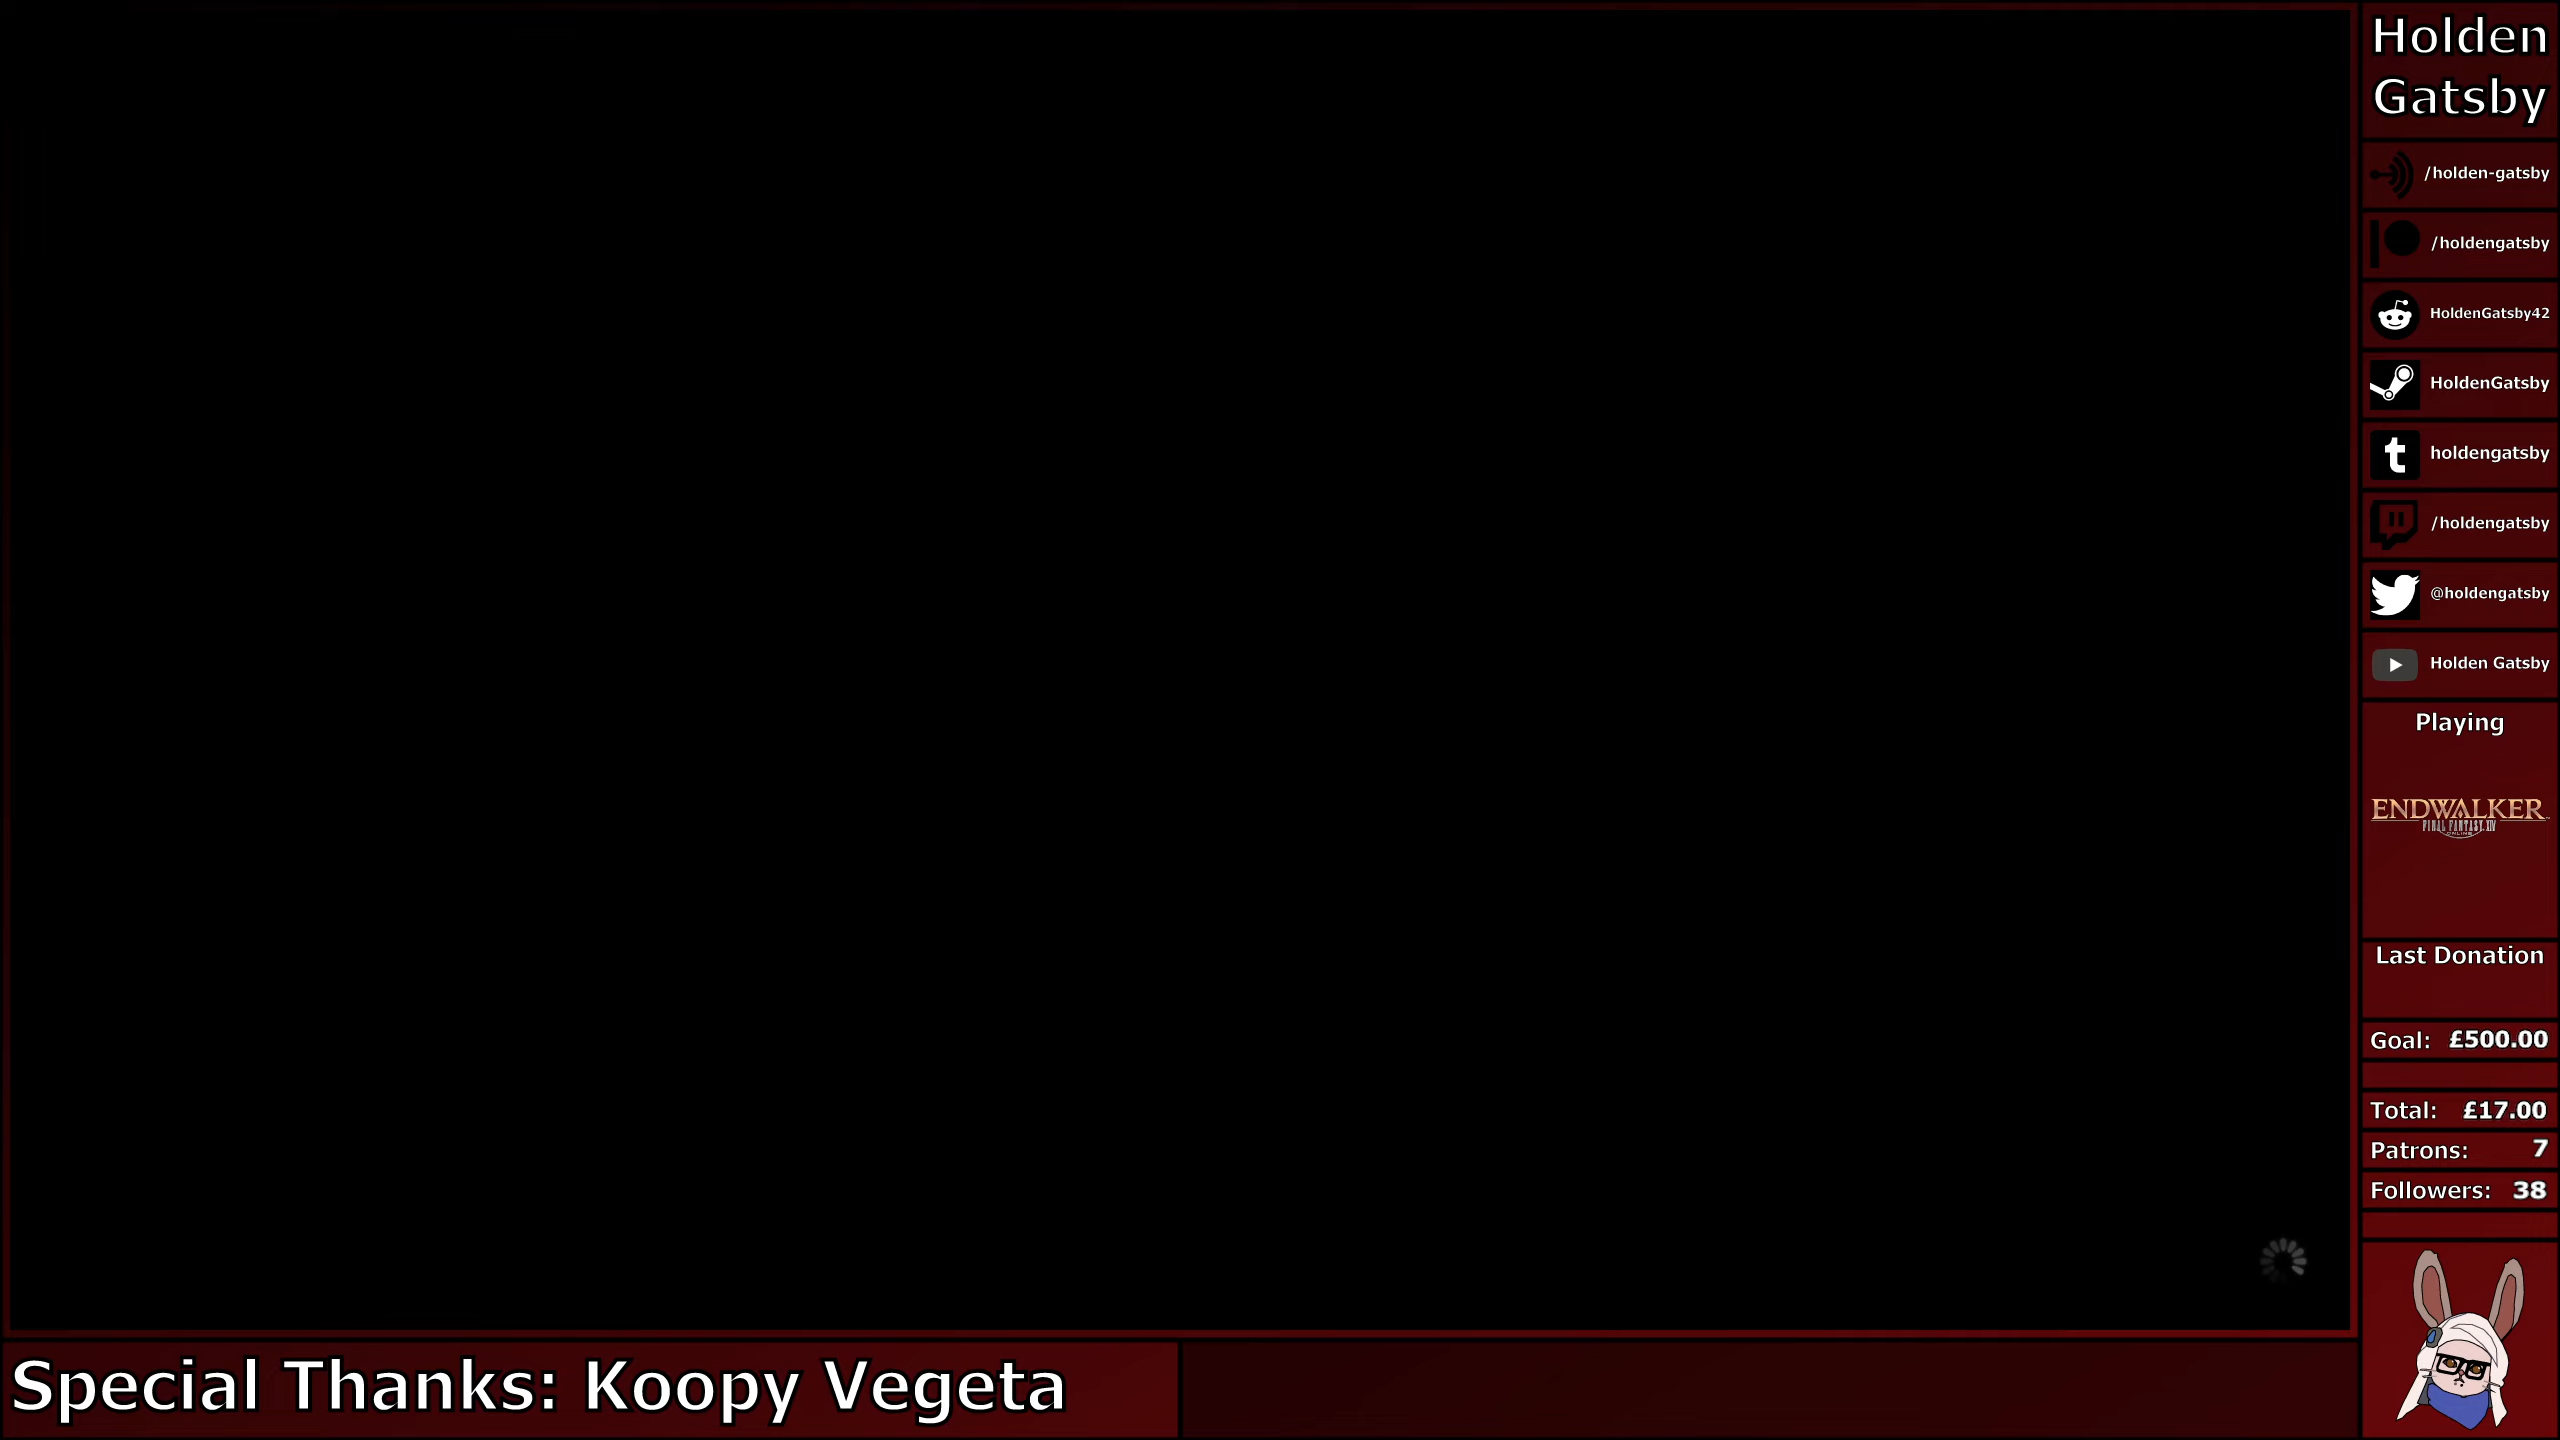 Holden
Gatsby
/holden-gatsby
/holdengatsby
HoldenGatsby42
HoldenGatsby
holdengatsby
/holdengatsby
@holdengatsby
Holden Gatsby
Playing
ENDWALKER
FINAL FANTASY XIV
ONLINE
Last Donation
Goal: £500.00
Total: £17.00
Patrons: 7
Followers: 38
Special Thanks: Koopy Vegeta